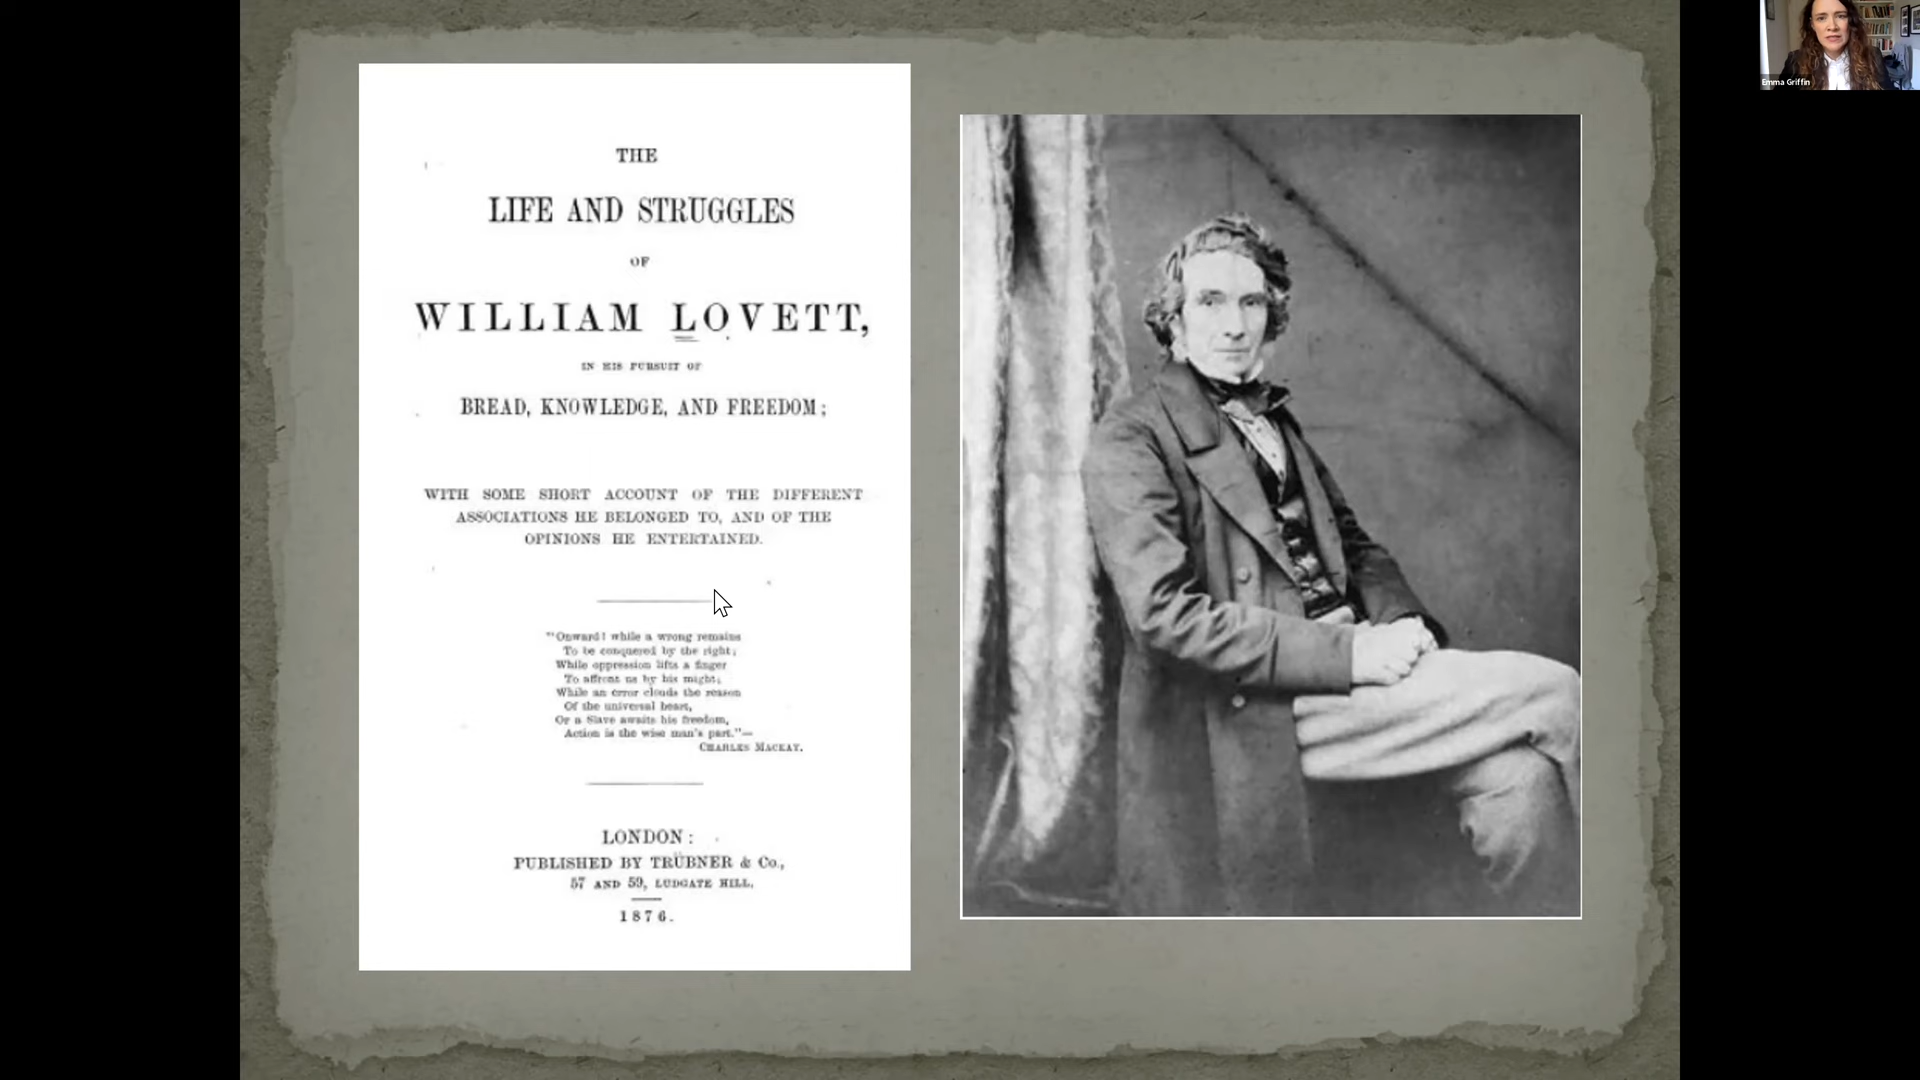 THE
LIFE AND STRUGGLES
OF
WILLIAM LOVETT,
IN HIS PURSUIT OF
BREAD, KNOWLEDGE, AND FREEDOM;
WITH SOME SHORT ACCOUNT OF THE DIFFERENT
ASSOCIATIONS HE BELONGED TO, AND OF THE
OPINIONS HE ENTERTAINED.
"Onward! while a wrong remains
To be conquered by the right;
While oppression lifts a finger
To affront us by his might;
While an error clouds the reason
Of the universal heart,
Or a Slave awaits his freedom,
Action is the wise man's part."—
CHARLES MACKAY.
LONDON:
PUBLISHED BY TRÜBNER & Co.,
57 AND 59, LUDGATE HILL.
1876.
Emma Griffin